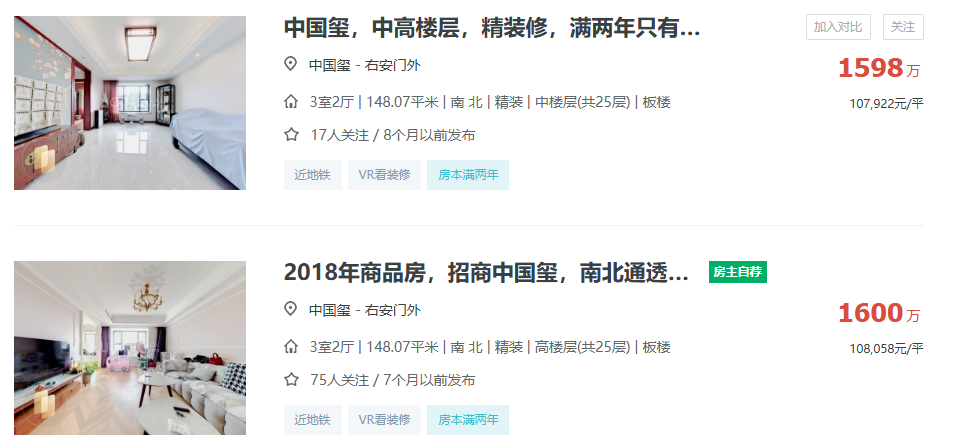 中国玺，中高楼层，精装修，满两年只有...
加入对比
关注
中国玺 - 右安门外
1598万
3室2厅 | 148.07平米 | 南 北 | 精装 | 中楼层(共25层) | 板楼
107,922元/平
17人关注 / 8个月以前发布
近地铁
VR看装修
房本满两年
2018年商品房，招商中国玺，南北通透...
房主自荐
中国玺 - 右安门外
1600万
3室2厅 | 148.07平米 | 南 北 | 精装 | 高楼层(共25层) | 板楼
108,058元/平
75人关注 / 7个月以前发布
近地铁
VR看装修
房本满两年